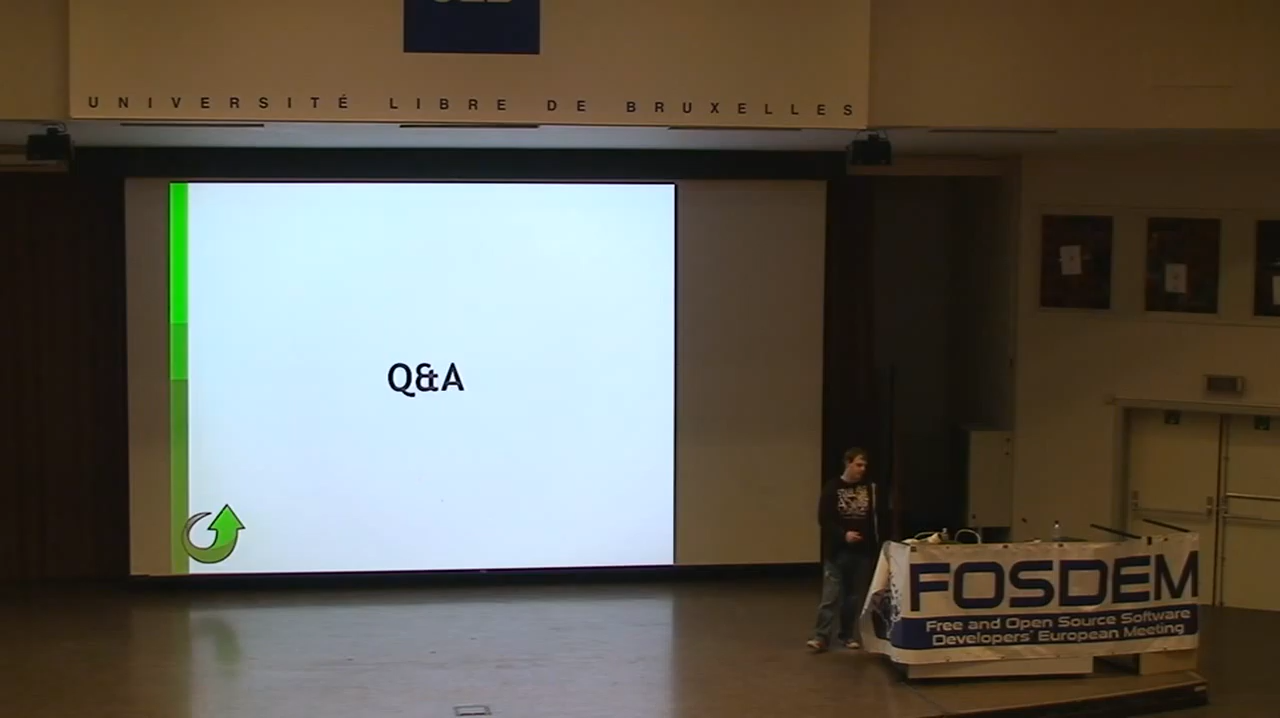 UNIVERSITÉ LIBRE DE BRUXELLES
Q&A
FOSDEM
Free and Open Source Software
Developers' European Meeting